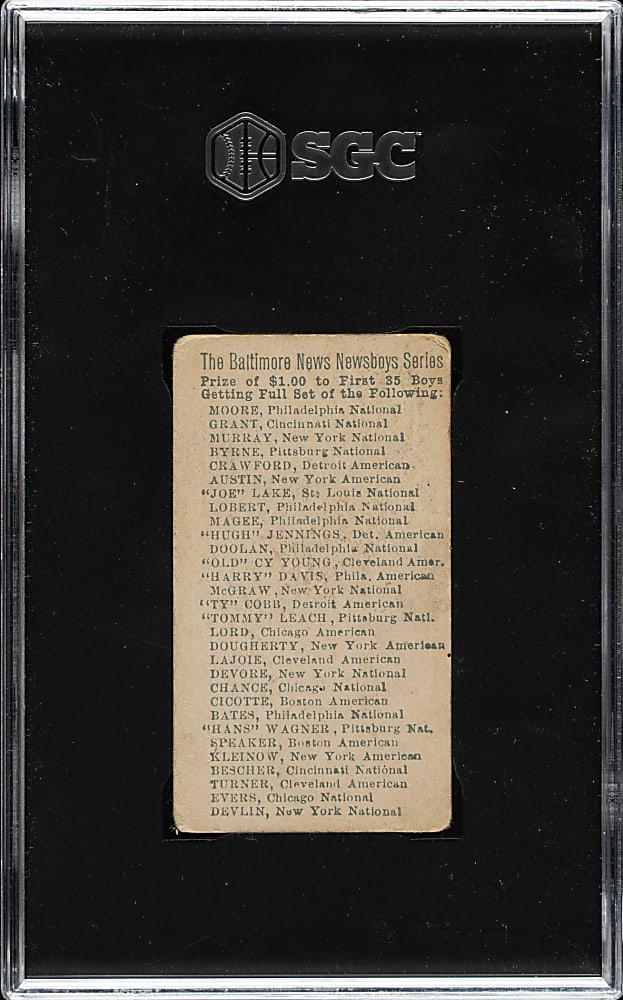 SGC
The Baltimore News Newsboys Series
Prize of $1.00 to First 35 Boys
Getting Full Set of the Following:
MOORE, Philadelphia National
GRANT, Cincinnati National
MURRAY, New York National
BYRNE, Pittsburg National
CRAWFORD, Detroit American
AUSTIN, New York American
"JOE" LAKE, St. Louis National
LOBERT, Philadelphia National
MAGEE, Philadelphia National
"HUGH" JENNINGS, Det. American
DOOLAN, Philadelphia National
"OLD" CY YOUNG, Cleveland Amer.
"HARRY" DAVIS, Phila. American
McGRAW, New York National
"TY" COBB, Detroit American
"TOMMY" LEACH, Pittsburg Natl.
LORD, Chicago American
DOUGHERTY, New York American
LAJOIE, Cleveland American
DEVORE, New York National
CHANCE, Chicago National
CICOTTE, Boston American
BATES, Philadelphia National
"HANS" WAGNER, Pittsburg Nat.
SPEAKER, Boston American
KLEINOW, New York American
BESCHER, Cincinnati National
TURNER, Cleveland American
EVERS, Chicago National
DEVLIN, New York National